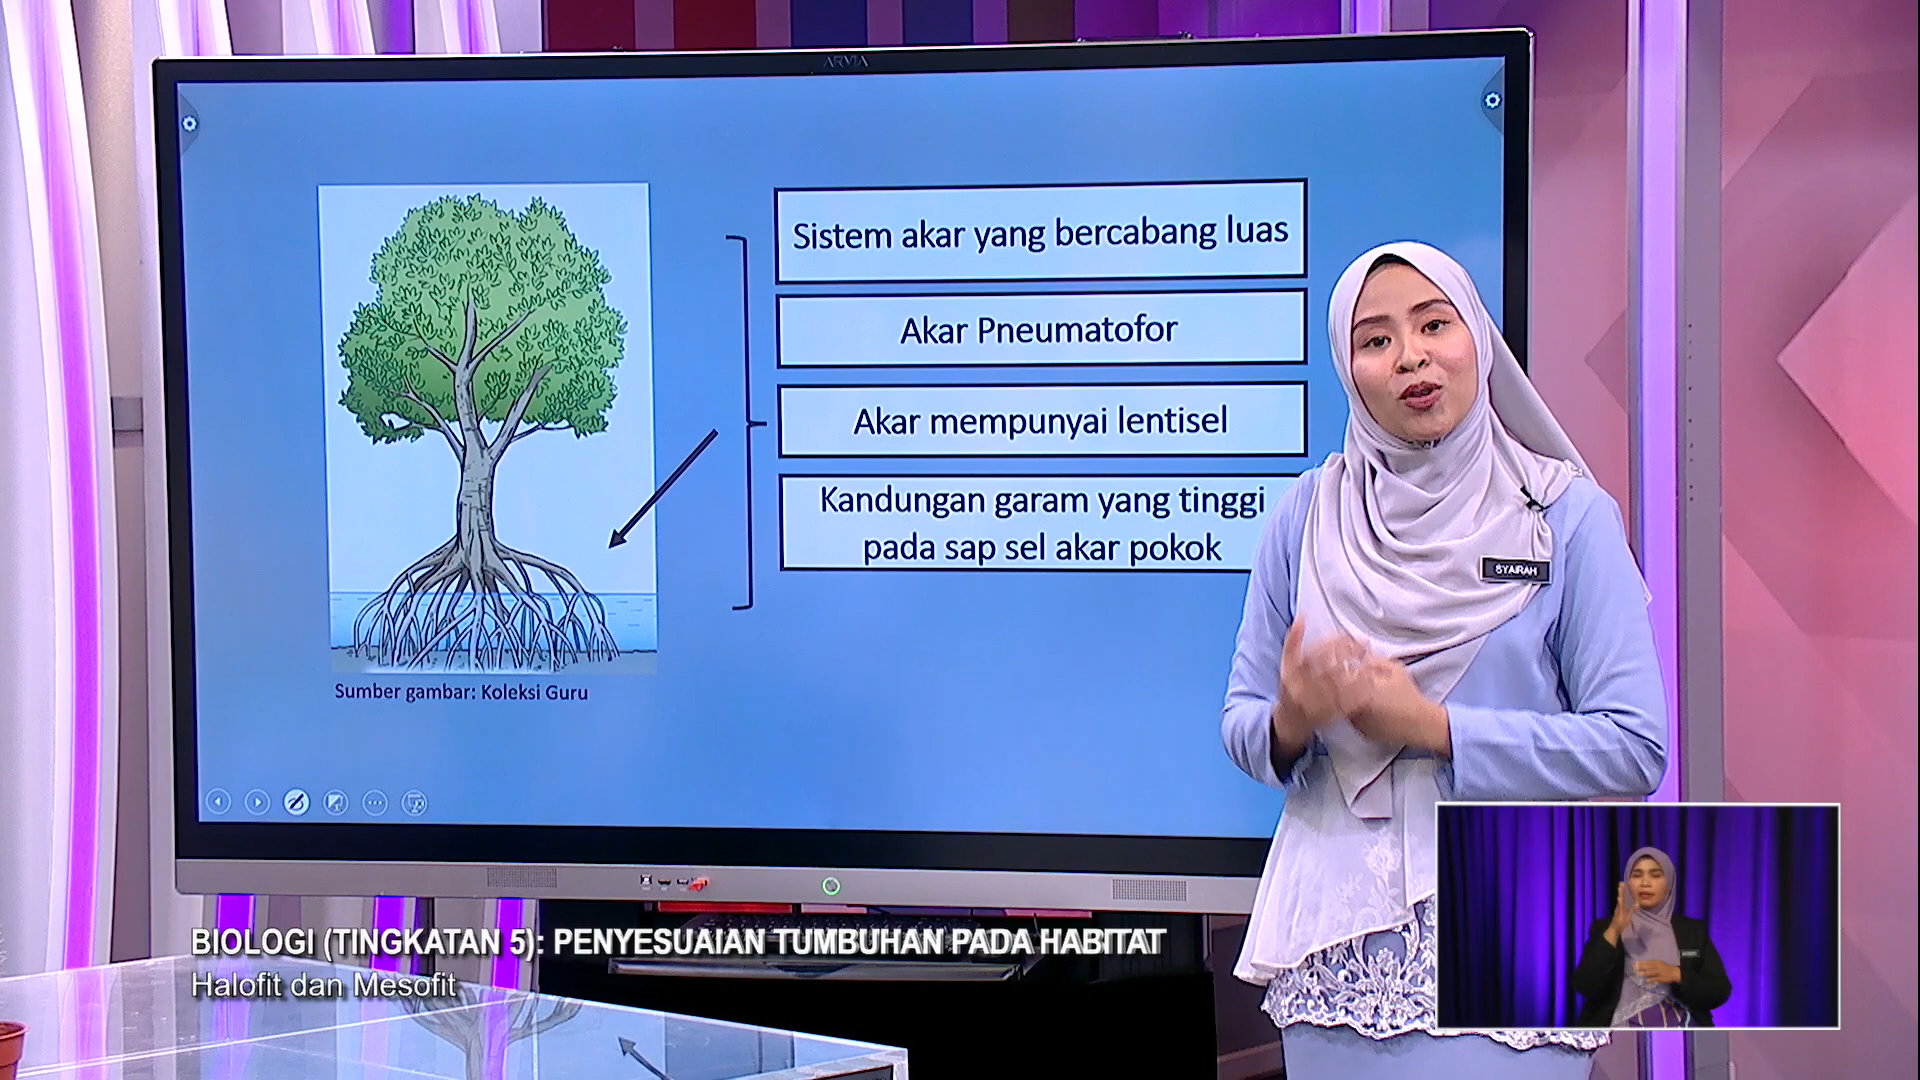 ARVIA
Sistem akar yang bercabang luas
Akar Pneumatofor
Akar mempunyai lentisel
Kandungan garam yang tinggi
pada sap sel akar pokok
Sumber gambar: Koleksi Guru
SYAIRAH
BIOLOGI (TINGKATAN 5): PENYESUAIAN TUMBUHAN PADA HABITAT
Halofit dan Mesofit